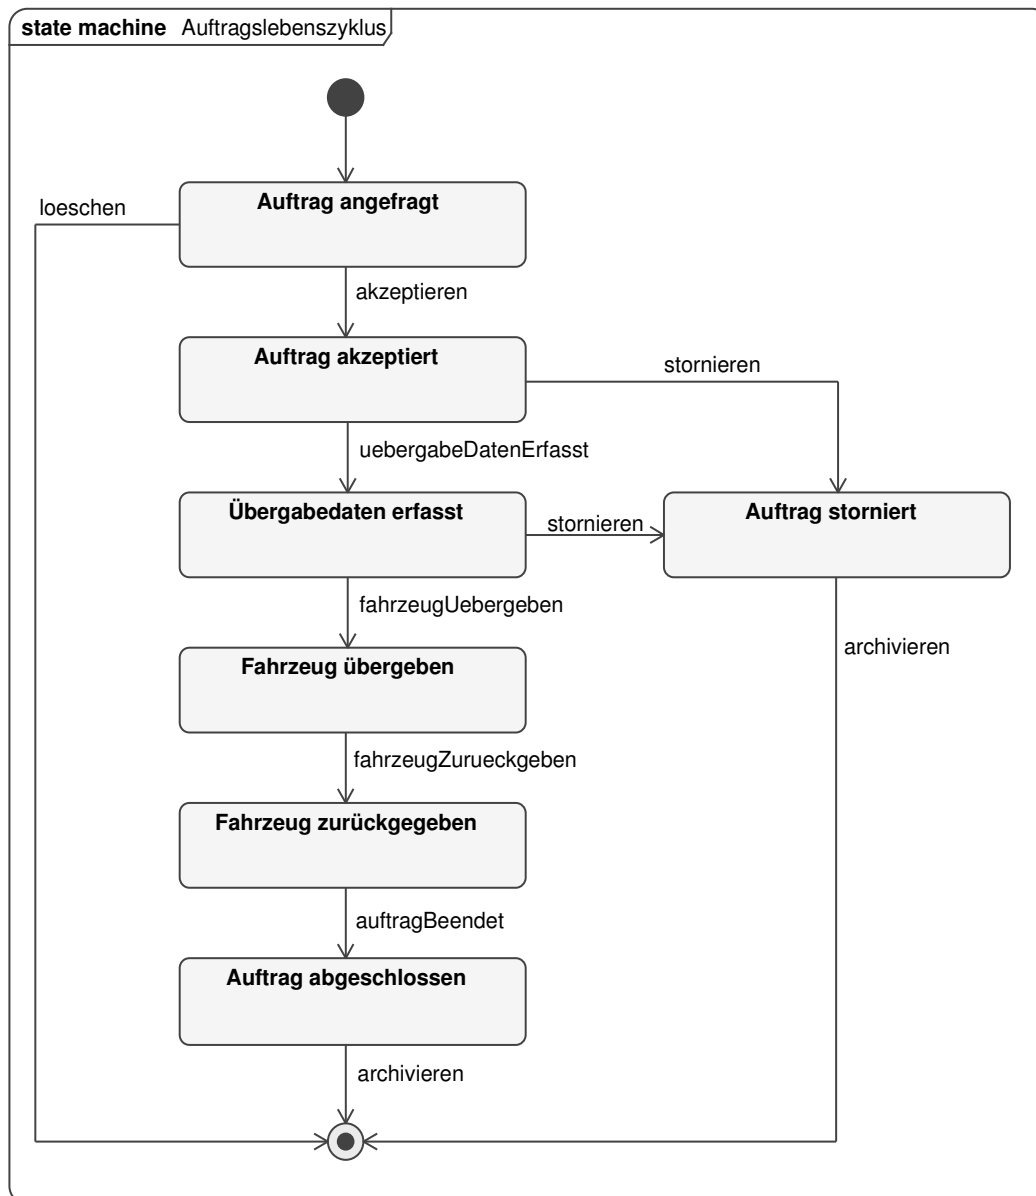 state machine Auftragslebenszyklus
Auftrag angefragt
loeschen
akzeptieren
Auftrag akzeptiert
stornieren
uebergabeDatenErfasst
Übergabedaten erfasst
stornieren
Auftrag storniert
fahrzeugUebergeben
archivieren
Fahrzeug übergeben
fahrzeugZurueckgeben
Fahrzeug zurückgegeben
auftragBeendet
Auftrag abgeschlossen
archivieren